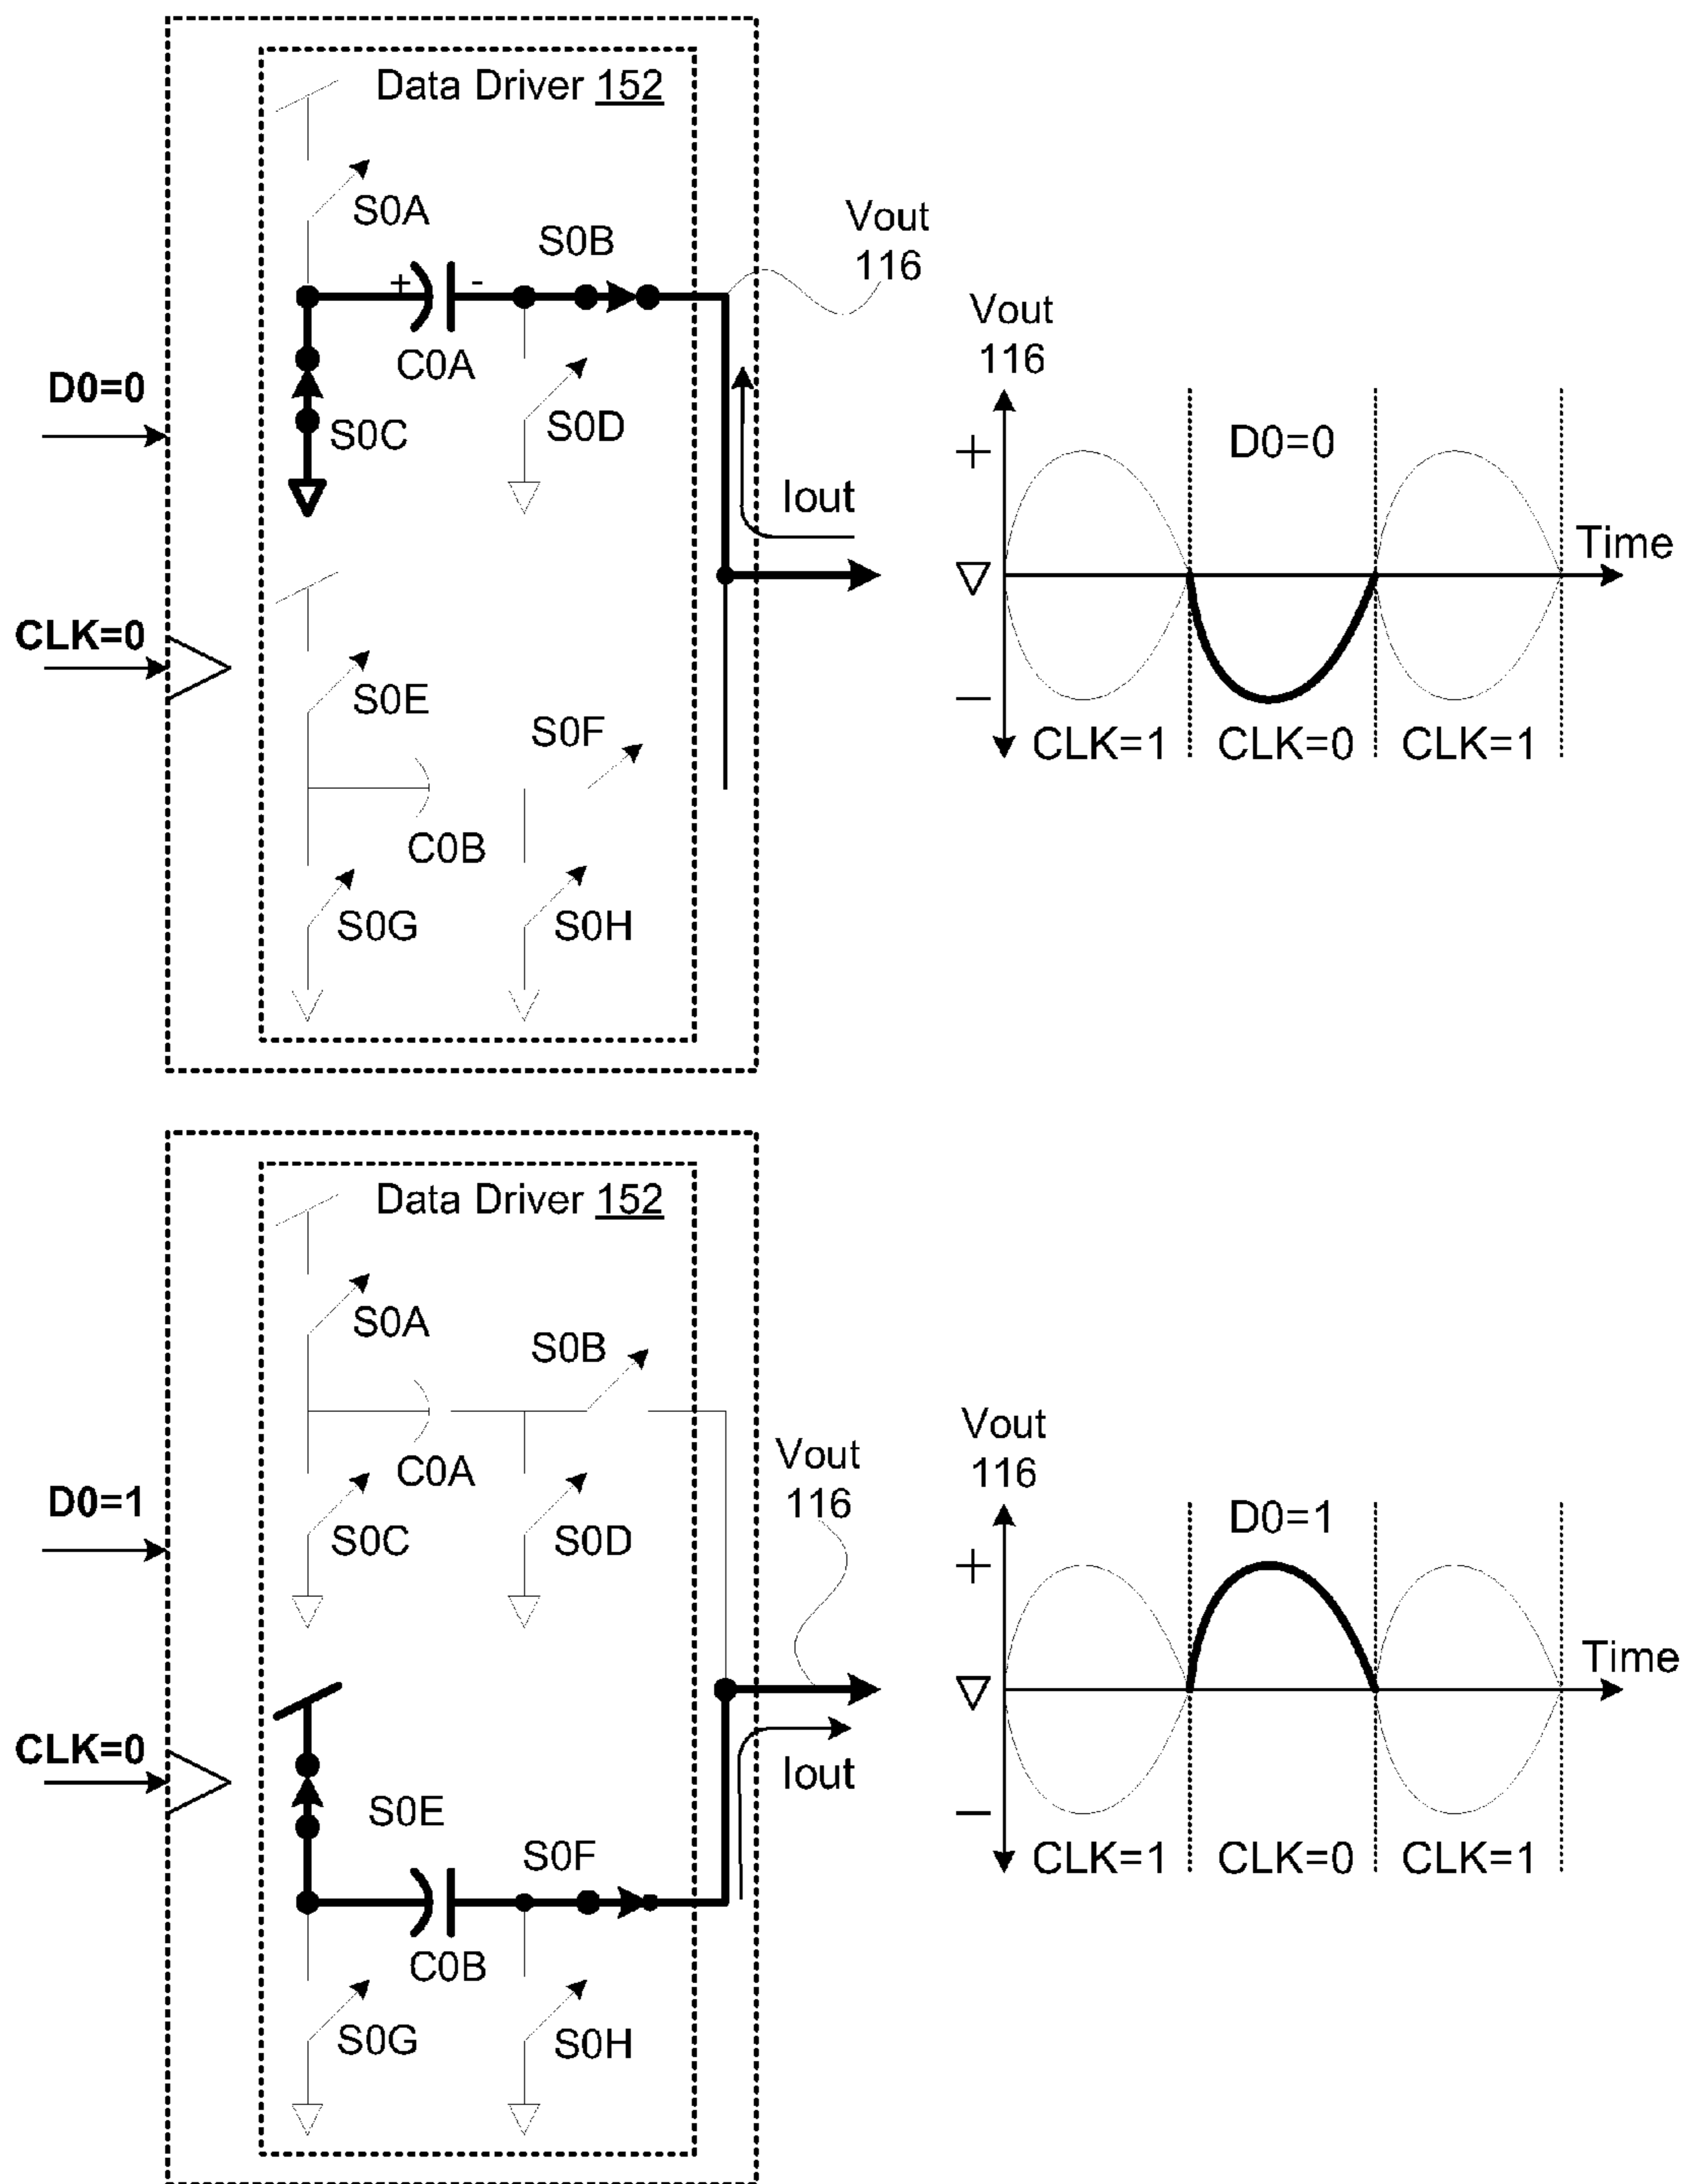 Data Driver 152
S0A
S0B
+ -
C0A
S0C
S0D
D0=0
CLK=0
S0E
S0F
C0B
S0G
S0H
Vout
116
Iout
Vout
116
+
D0=0
Time
–
CLK=1 CLK=0 CLK=1
Data Driver 152
S0A
S0B
C0A
S0C
S0D
D0=1
CLK=0
S0E
S0F
C0B
S0G
S0H
Vout
116
Iout
Vout
116
D0=1
+
Time
–
CLK=1 CLK=0 CLK=1